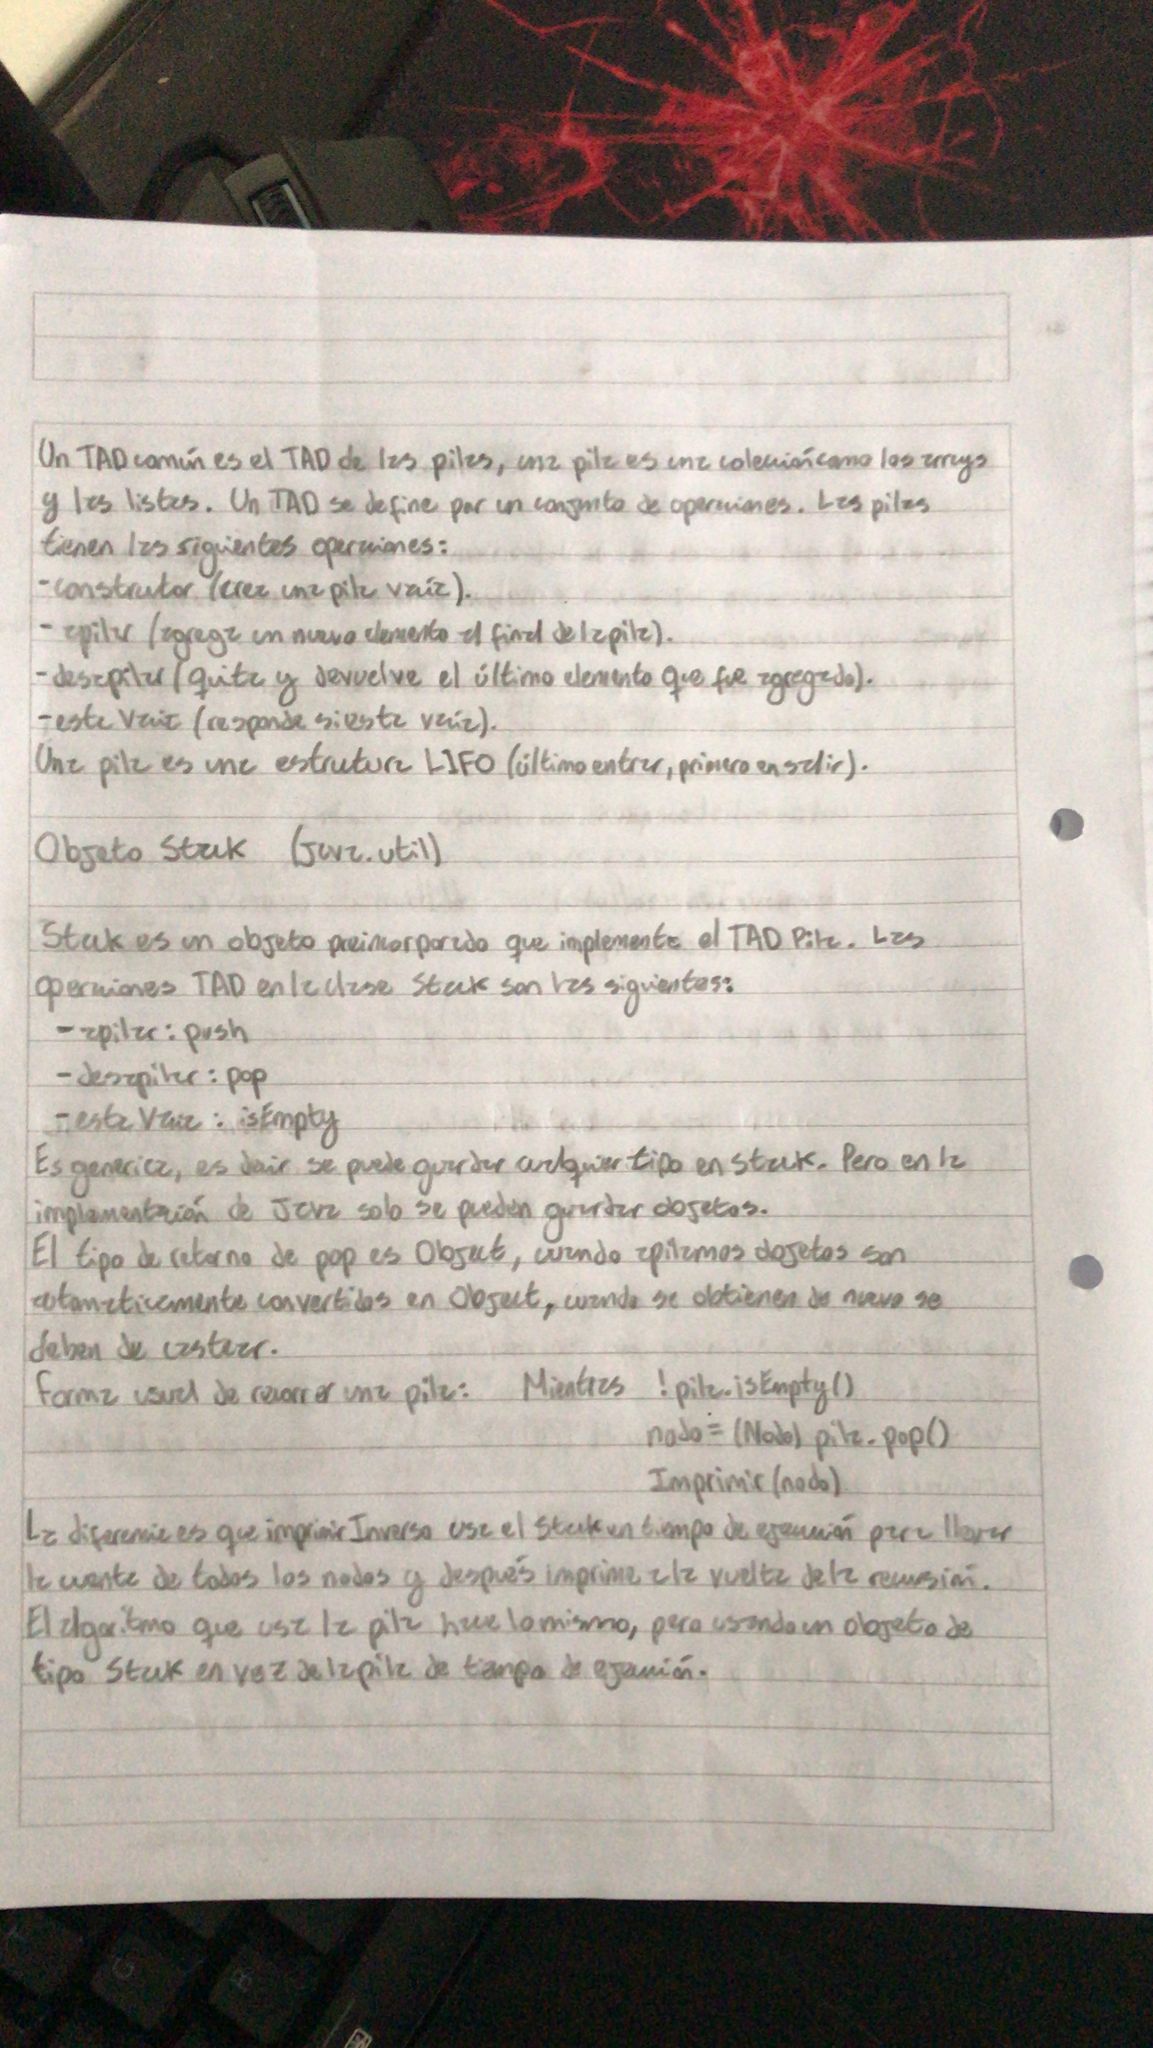 Un TAD común es el TAD de las pilas, una pila es una colección como los arrays
y las listas. Un TAD se define por un conjunto de operaciones. Las pilas
tienen las siguientes operaciones:
-constructor (crea una pila vacía).
-apilar (agrega un nuevo elemento al final de la pila).
-desapilar (quita y devuelve el último elemento que fue agregado).
-esta Vacia (responde si esta vacía).
Una pila es una estructura LIFO (último entrar, primero en salir).
Objeto Stack (java.util)
Stack es un objeto preincorporado que implementa el TAD Pila. Las
operaciones TAD en la clase Stack son las siguientes:
-apilar: push
-desapilar: pop
-esta Vacia: isEmpty
Es generica, es decir se puede guardar cualquier tipo en Stack. Pero en la
implementación de Java solo se pueden guardar objetos.
El tipo de retorno de pop es Object, cuando apilamos objetos son
automaticamente convertidos en Object, cuando se obtienen de nuevo se
deben de castear.
Forma usual de recorrer una pila: Mientras !pila.isEmpty()
nodo = (Nodo) pila.pop()
Imprimir (nodo)
La diferencia es que imprimir Inverso usa el Stack en tiempo de ejecución para llevar
la cuenta de todos los nodos y después imprime a la vuelta de la recursión.
El algoritmo que usa la pila hace lo mismo, pero usando un objeto de
tipo Stack en vez de la pila de tiempo de ejecución.